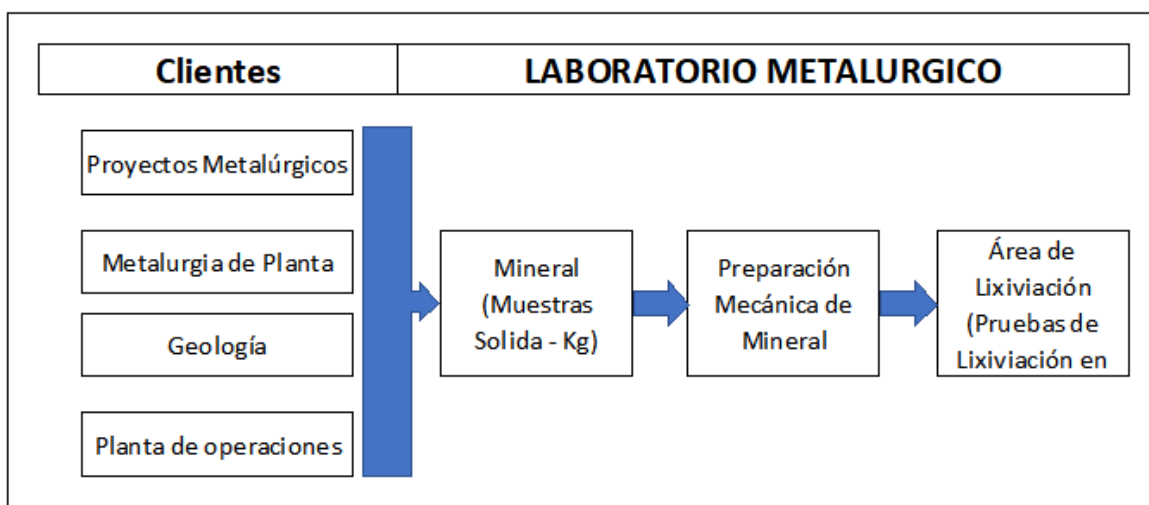 Clientes
LABORATORIO METALURGICO
Proyectos Metalúrgicos
Metalurgia de Planta
Geología
Planta de operaciones
Mineral
(Muestras
Solida - Kg)
Preparación
Mecánica de
Mineral
Área de
Lixiviación
(Pruebas de
Lixiviación en